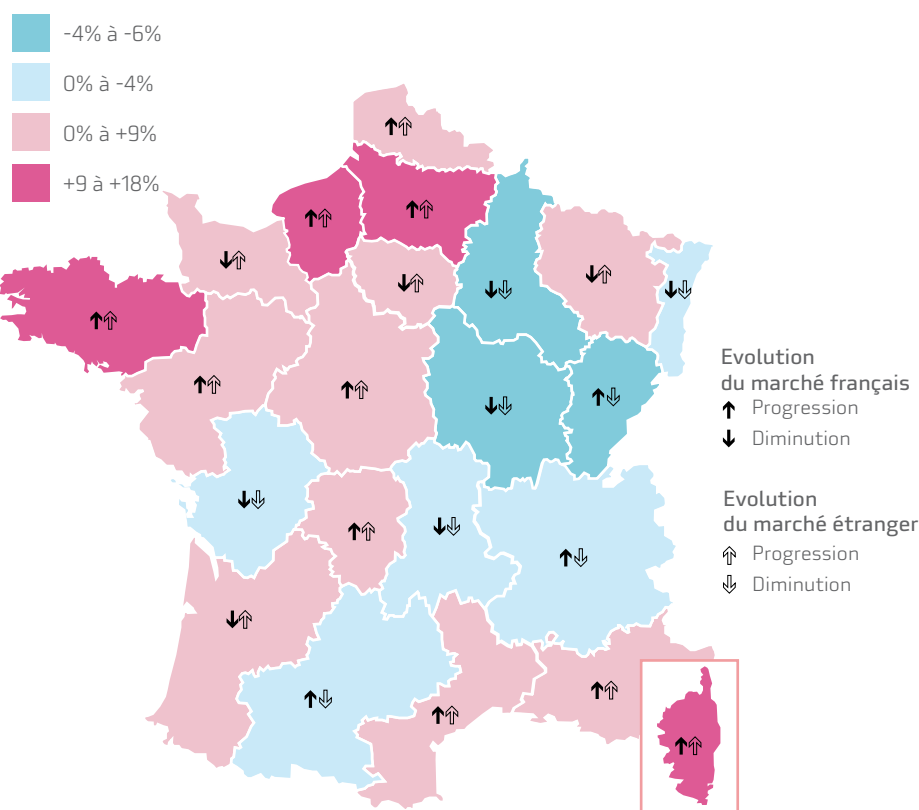 -4% à -6%
0% à -4%
0% à +9%
+9 à +18%
Evolution
du marché français
Progression
Diminution
Evolution
du marché étranger
Progression
Diminution